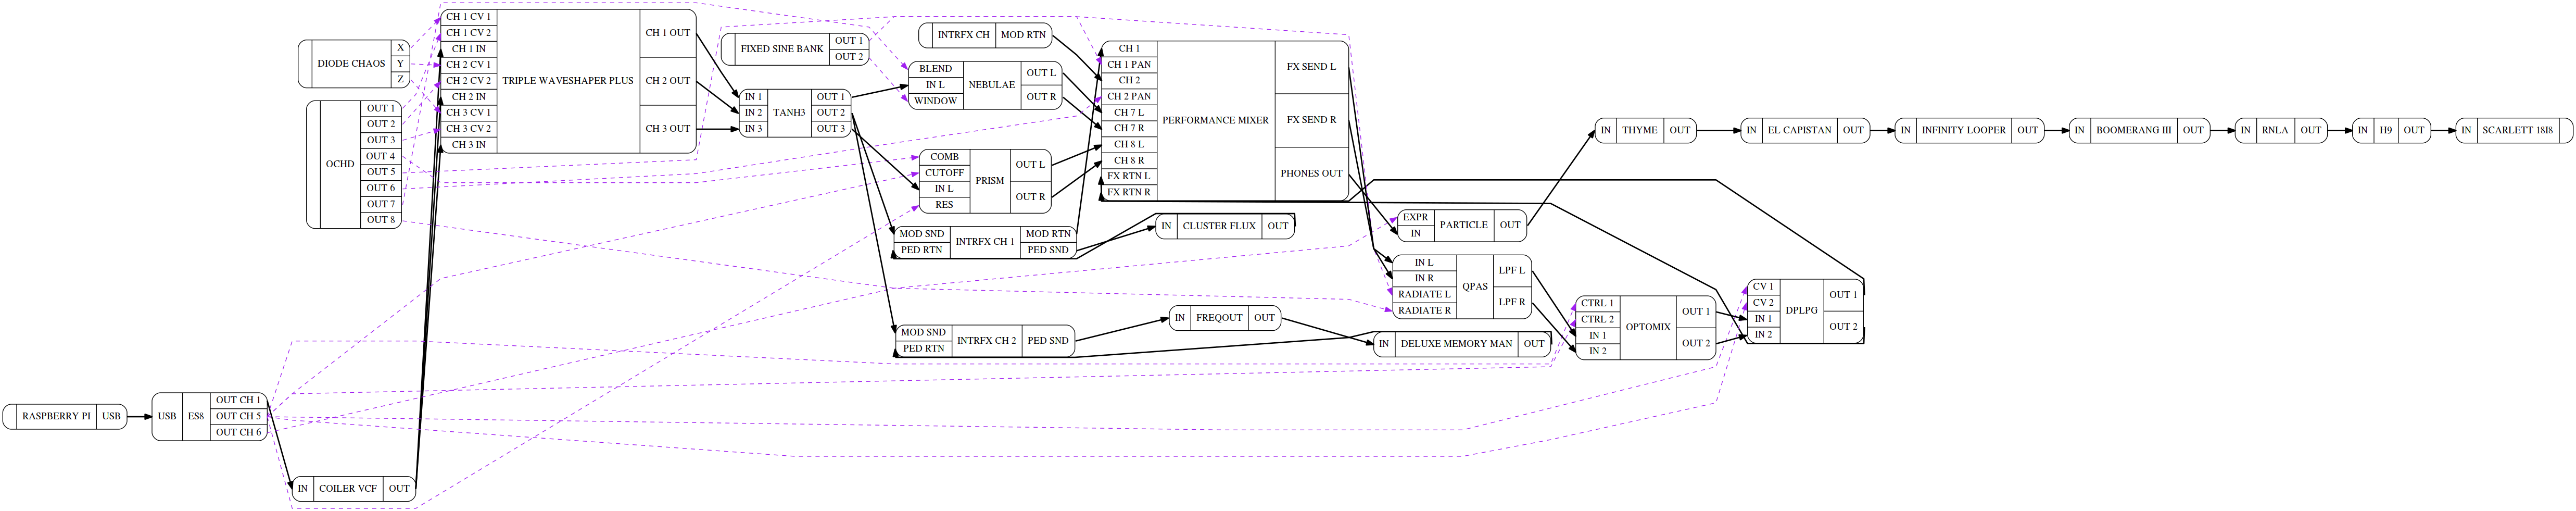 DIODE CHAOS
X
Y
Z
OCHD
OUT 1
OUT 2
OUT 3
OUT 4
OUT 5
OUT 6
OUT 7
OUT 8
RASPBERRY PI
USB
USB
ES8
OUT CH 1
OUT CH 5
OUT CH 6
IN
COILER VCF
OUT
CH 1 CV 1
CH 1 CV 2
CH 1 IN
CH 2 CV 1
CH 2 CV 2
CH 2 IN
CH 3 CV 1
CH 3 CV 2
CH 3 IN
TRIPLE WAVESHAPER PLUS
CH 1 OUT
CH 2 OUT
CH 3 OUT
FIXED SINE BANK
OUT 1
OUT 2
IN 1
IN 2
IN 3
TANH3
OUT 1
OUT 2
OUT 3
INTRFX CH
MOD RTN
BLEND
IN L
WINDOW
NEBULAE
OUT L
OUT R
COMB
CUTOFF
IN L
RES
PRISM
OUT L
OUT R
MOD SND
PED RTN
INTRFX CH 1
MOD RTN
PED SND
MOD SND
PED RTN
INTRFX CH 2
PED SND
CH 1
CH 1 PAN
CH 2
CH 2 PAN
CH 7 L
CH 7 R
CH 8 L
CH 8 R
FX RTN L
FX RTN R
PERFORMANCE MIXER
FX SEND L
FX SEND R
PHONES OUT
IN
CLUSTER FLUX
OUT
IN
FREQOUT
OUT
EXPR
IN
PARTICLE
OUT
IN L
IN R
RADIATE L
RADIATE R
QPAS
LPF L
LPF R
IN
DELUXE MEMORY MAN
OUT
CTRL 1
CTRL 2
IN 1
IN 2
OPTOMIX
OUT 1
OUT 2
CV 1
CV 2
IN 1
IN 2
DPLPG
OUT 1
OUT 2
IN
THYME
OUT
IN
EL CAPISTAN
OUT
IN
INFINITY LOOPER
OUT
IN
BOOMERANG III
OUT
IN
RNLA
OUT
IN
H9
OUT
IN
SCARLETT 18I8